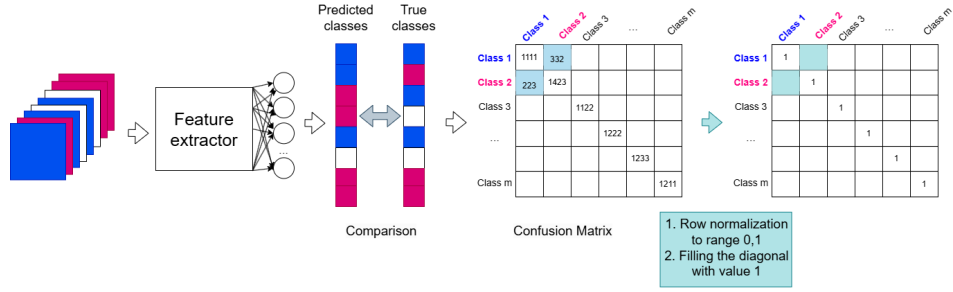 Predicted
classes
True
classes
Feature
extractor
...
Comparison
Class 1
Class 2
Class 3
...
Class m
Class 1
1111
332
Class 2
223
1423
Class 3
1122
...
1222
1233
Class m
1211
Confusion Matrix
Class 1
Class 2
Class 3
...
Class m
Class 1
1
Class 2
1
Class 3
1
...
1
1
Class m
1
1. Row normalization
to range 0,1
2. Filling the diagonal
with value 1